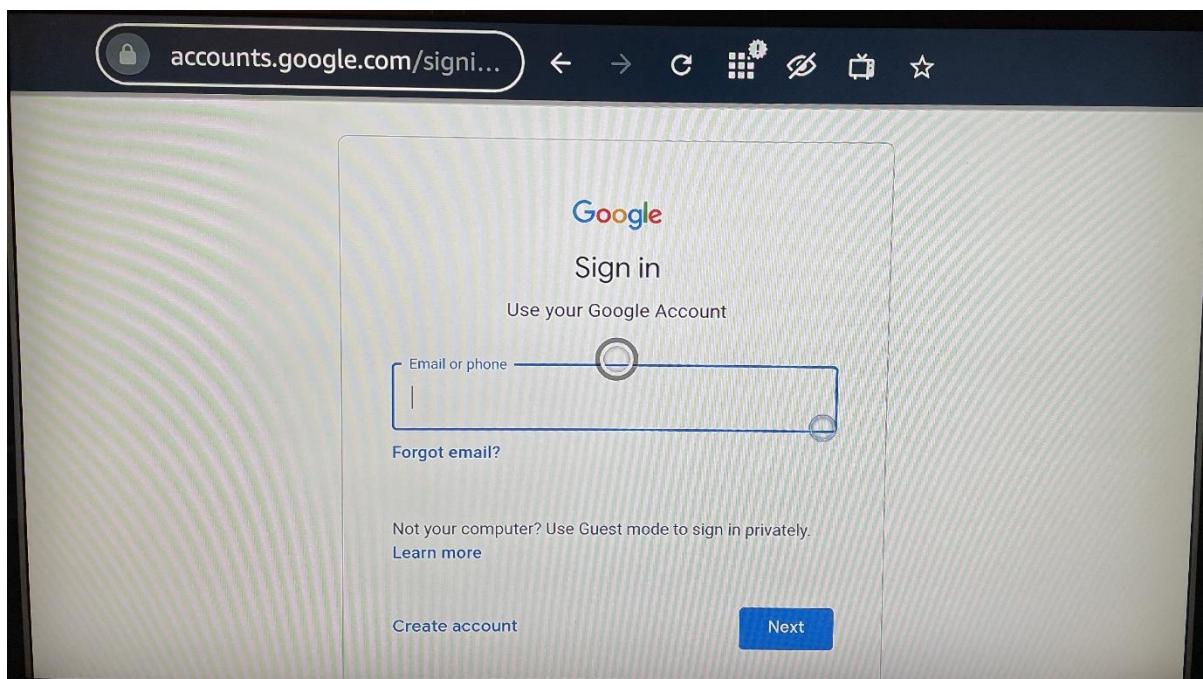 accounts.google.com/signi...
Google
Sign in
Use your Google Account
Email or phone
Forgot email?
Not your computer? Use Guest mode to sign in privately.
Learn more
Create account
Next